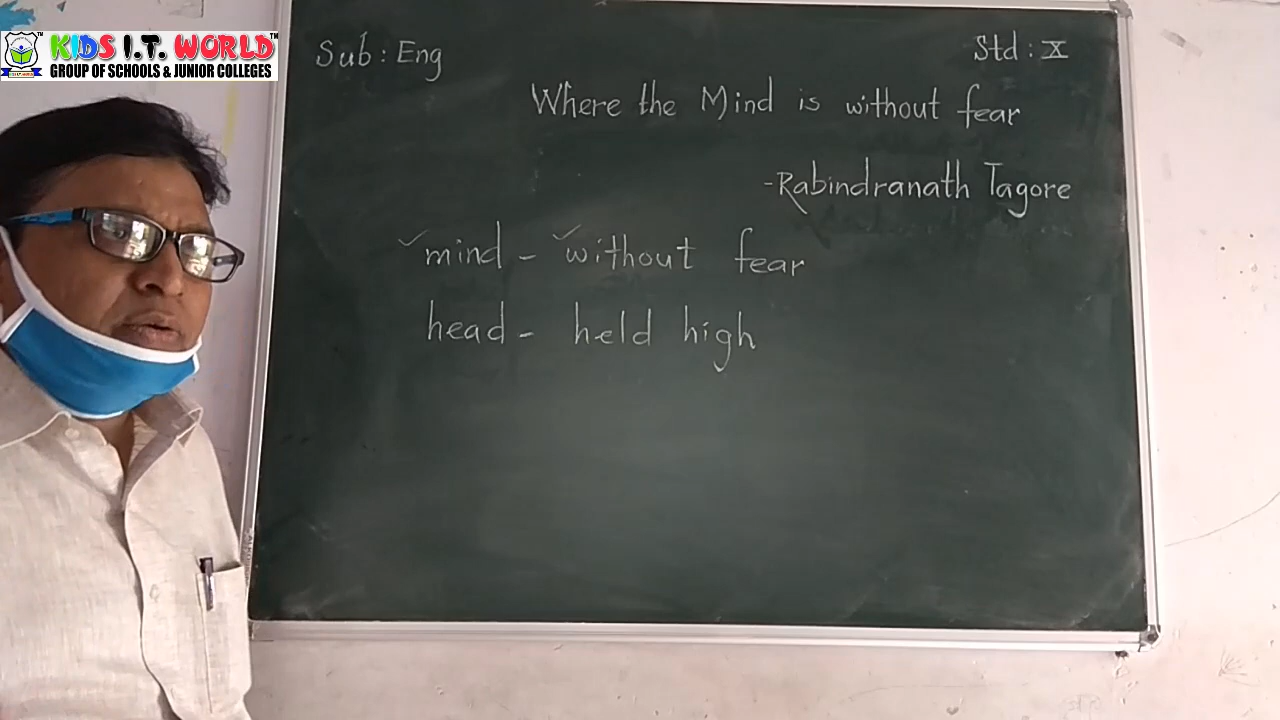 KIDS I.T. WORLD™
GROUP OF SCHOOLS & JUNIOR COLLEGES
Sub : Eng
Std : X
Where the Mind is without fear
-Rabindranath Tagore
✓mind - ✓without fear
head - held high